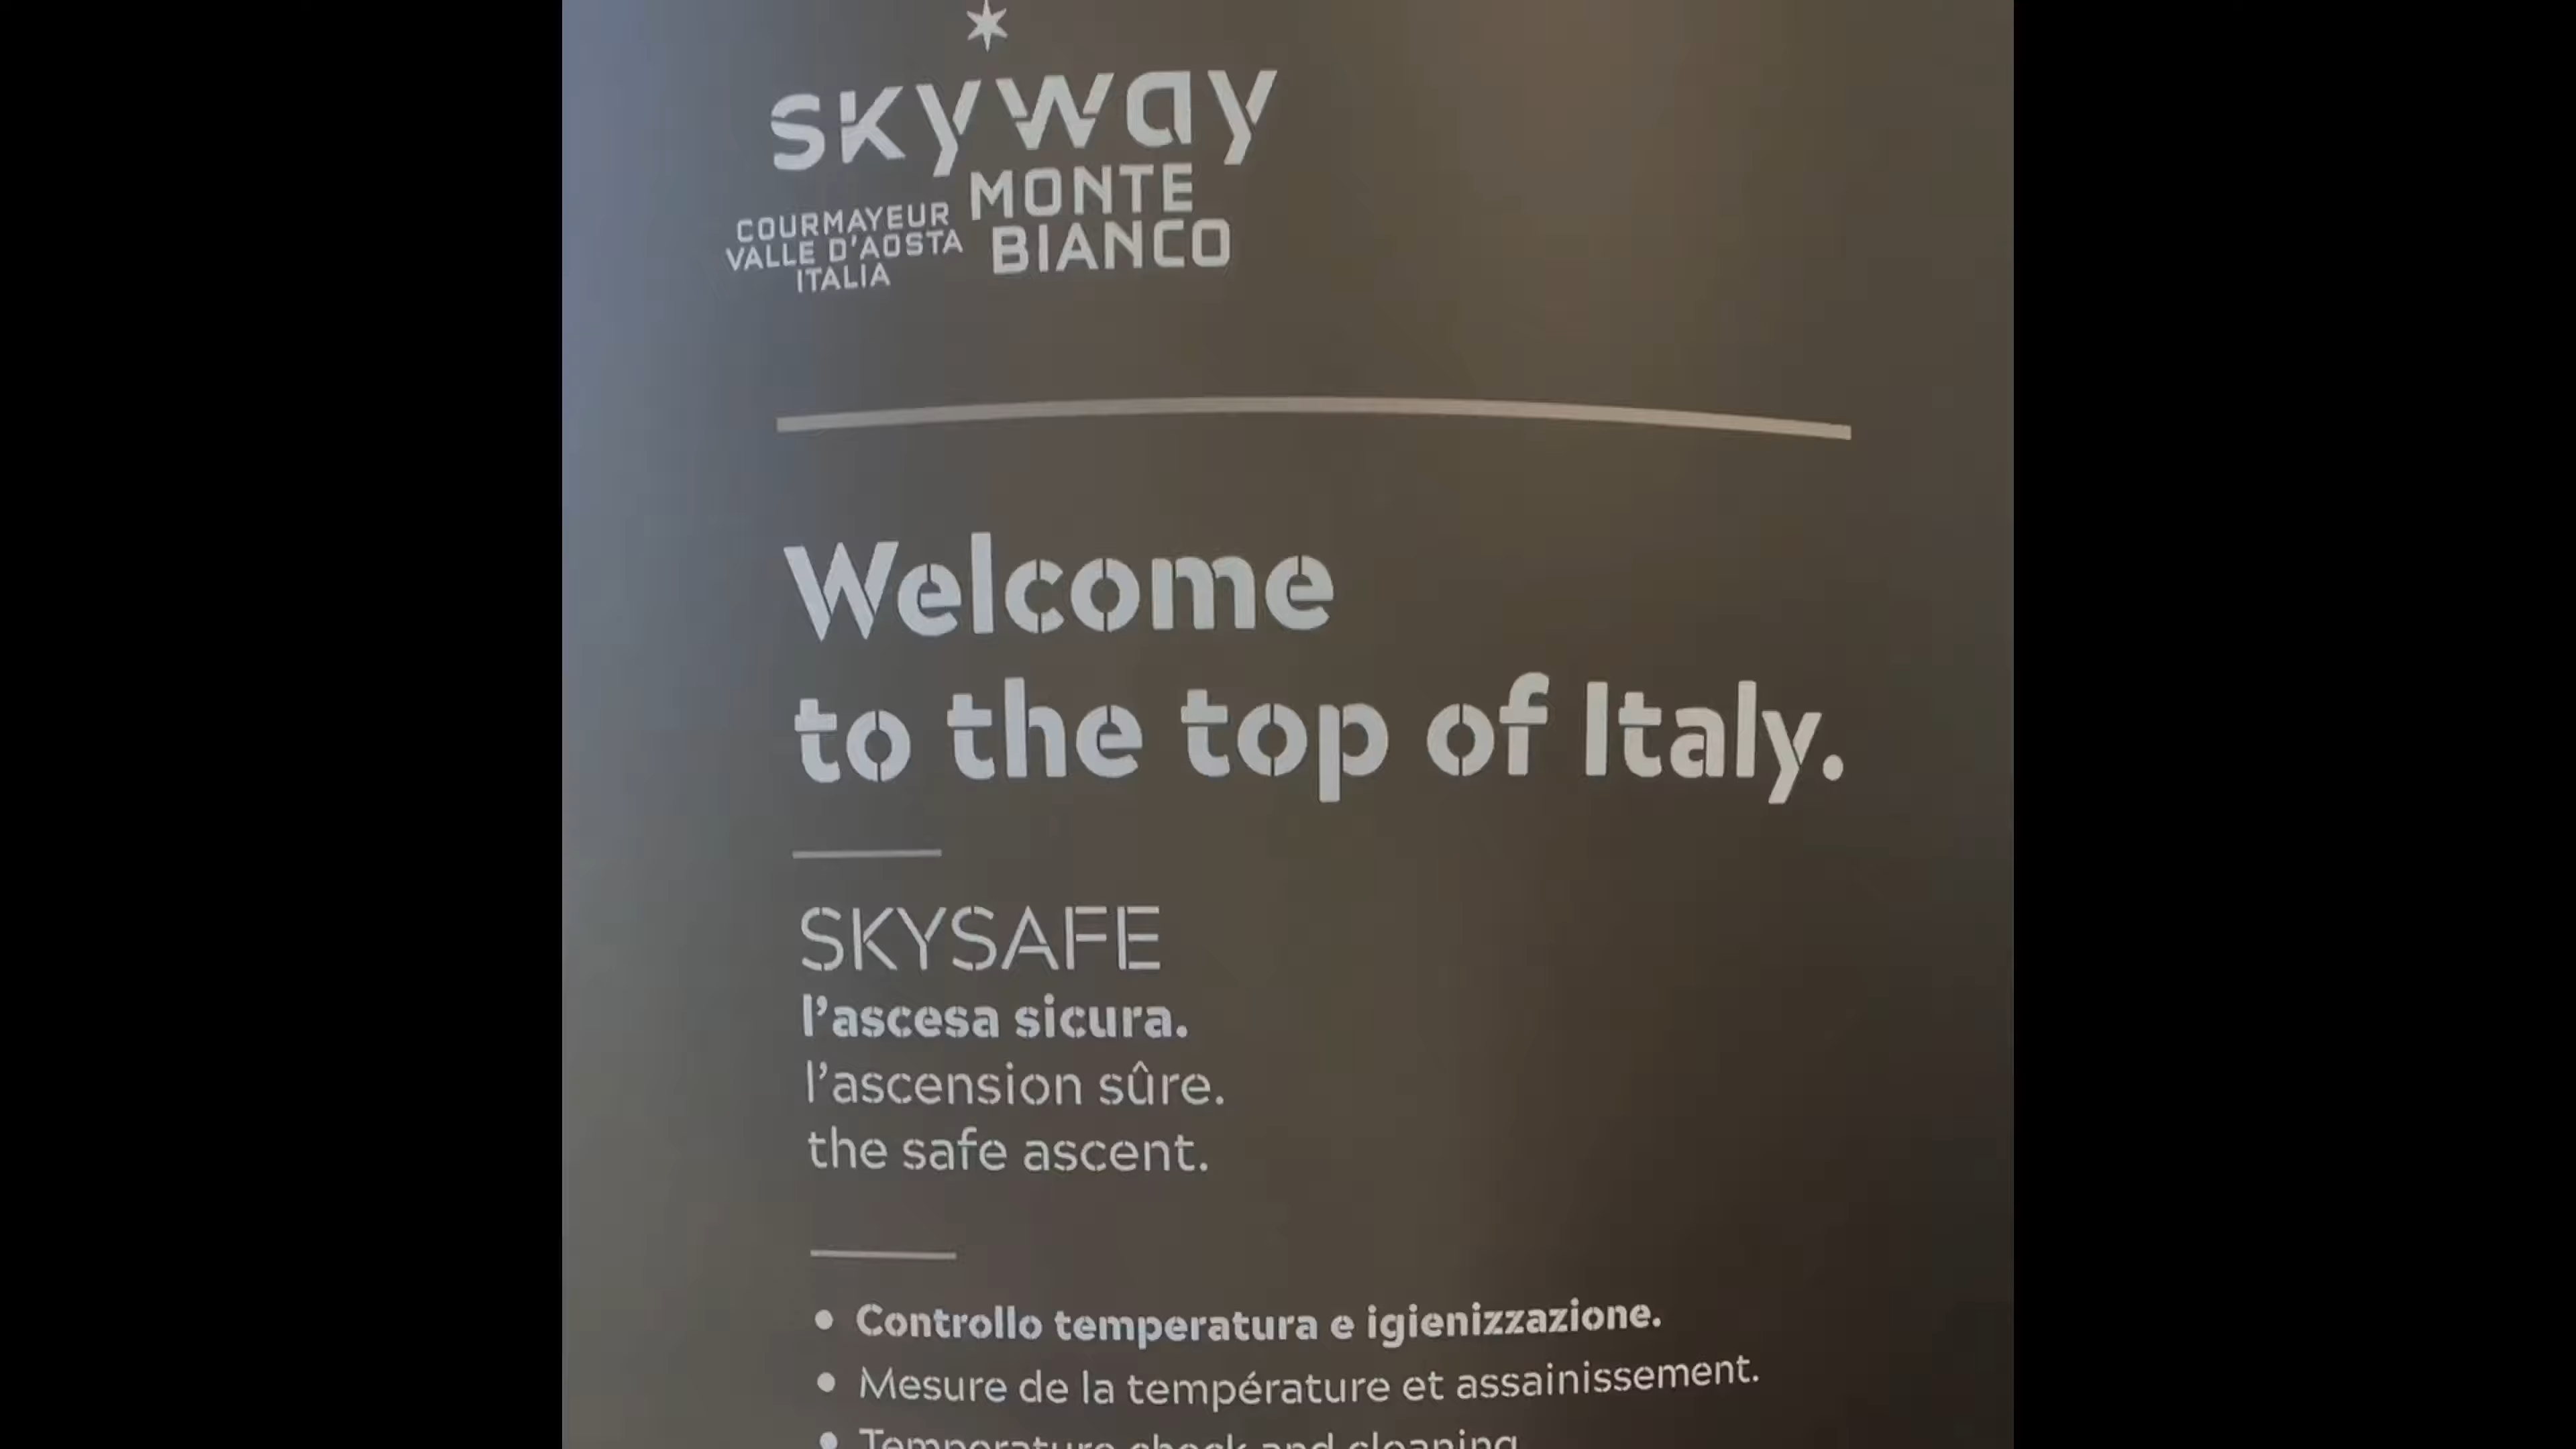 skyway
MONTE
BIANCO
COURMAYEUR
VALLE D'AOSTA
ITALIA
Welcome
to the top of Italy.
SKYSAFE
l’ascesa sicura.
l’ascension sûre.
the safe ascent.
• Controllo temperatura e igienizzazione.
• Mesure de la température et assainissement.
• Temperature check and cleaning